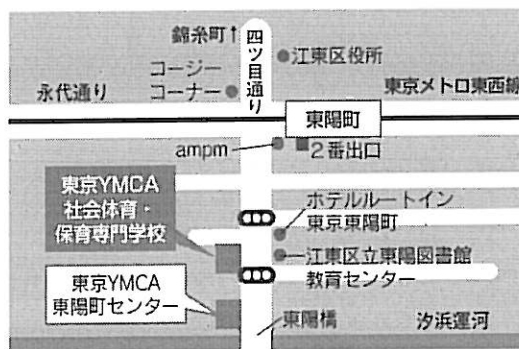 錦糸町↑
四ツ目通り
江東区役所
コージー
コーナー
永代通り
東京メトロ東西線
東陽町
ampm
2番出口
東京YMCA
社会体育・
保育専門学校
ホテルルートイン
東京東陽町
江東区立東陽図書館
教育センター
東京YMCA
東陽町センター
東陽橋
汐浜運河